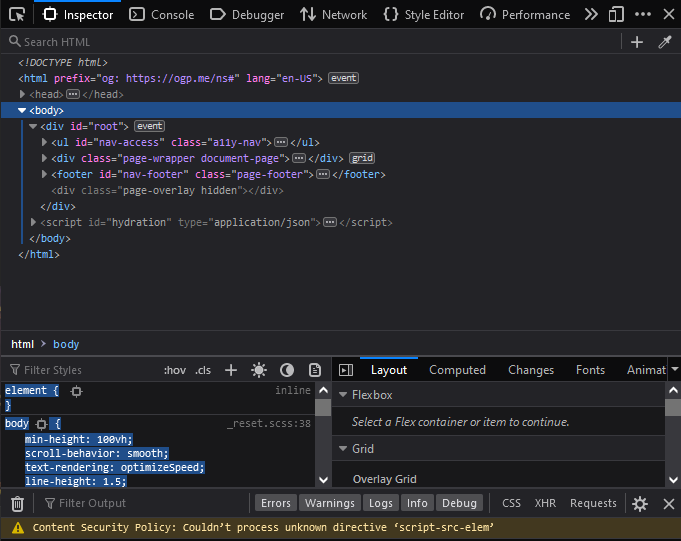 Inspector Console Debugger Network Style Editor Performance
Search HTML
<!DOCTYPE html>
<html prefix="og: https://ogp.me/ns#" lang="en-US"> event
<head> ••• </head>
<body>
<div id="root"> event
<ul id="nav-access" class="a11y-nav"> ••• </ul>
<div class="page-wrapper document-page"> ••• </div> grid
<footer id="nav-footer" class="page-footer"> ••• </footer>
<div class="page-overlay hidden"></div>
</div>
<script id="hydration" type="application/json"> ••• </script>
</body>
</html>
html > body
Filter Styles :hov .cls +
element { inline
}
body { _reset.scss:38
min-height: 100vh;
scroll-behavior: smooth;
text-rendering: optimizeSpeed;
line-height: 1.5;
Layout Computed Changes Fonts Animat
Flexbox
Select a Flex container or item to continue.
Grid
Overlay Grid
Filter Output Errors Warnings Logs Info Debug CSS XHR Requests
Content Security Policy: Couldn’t process unknown directive ‘script-src-elem’